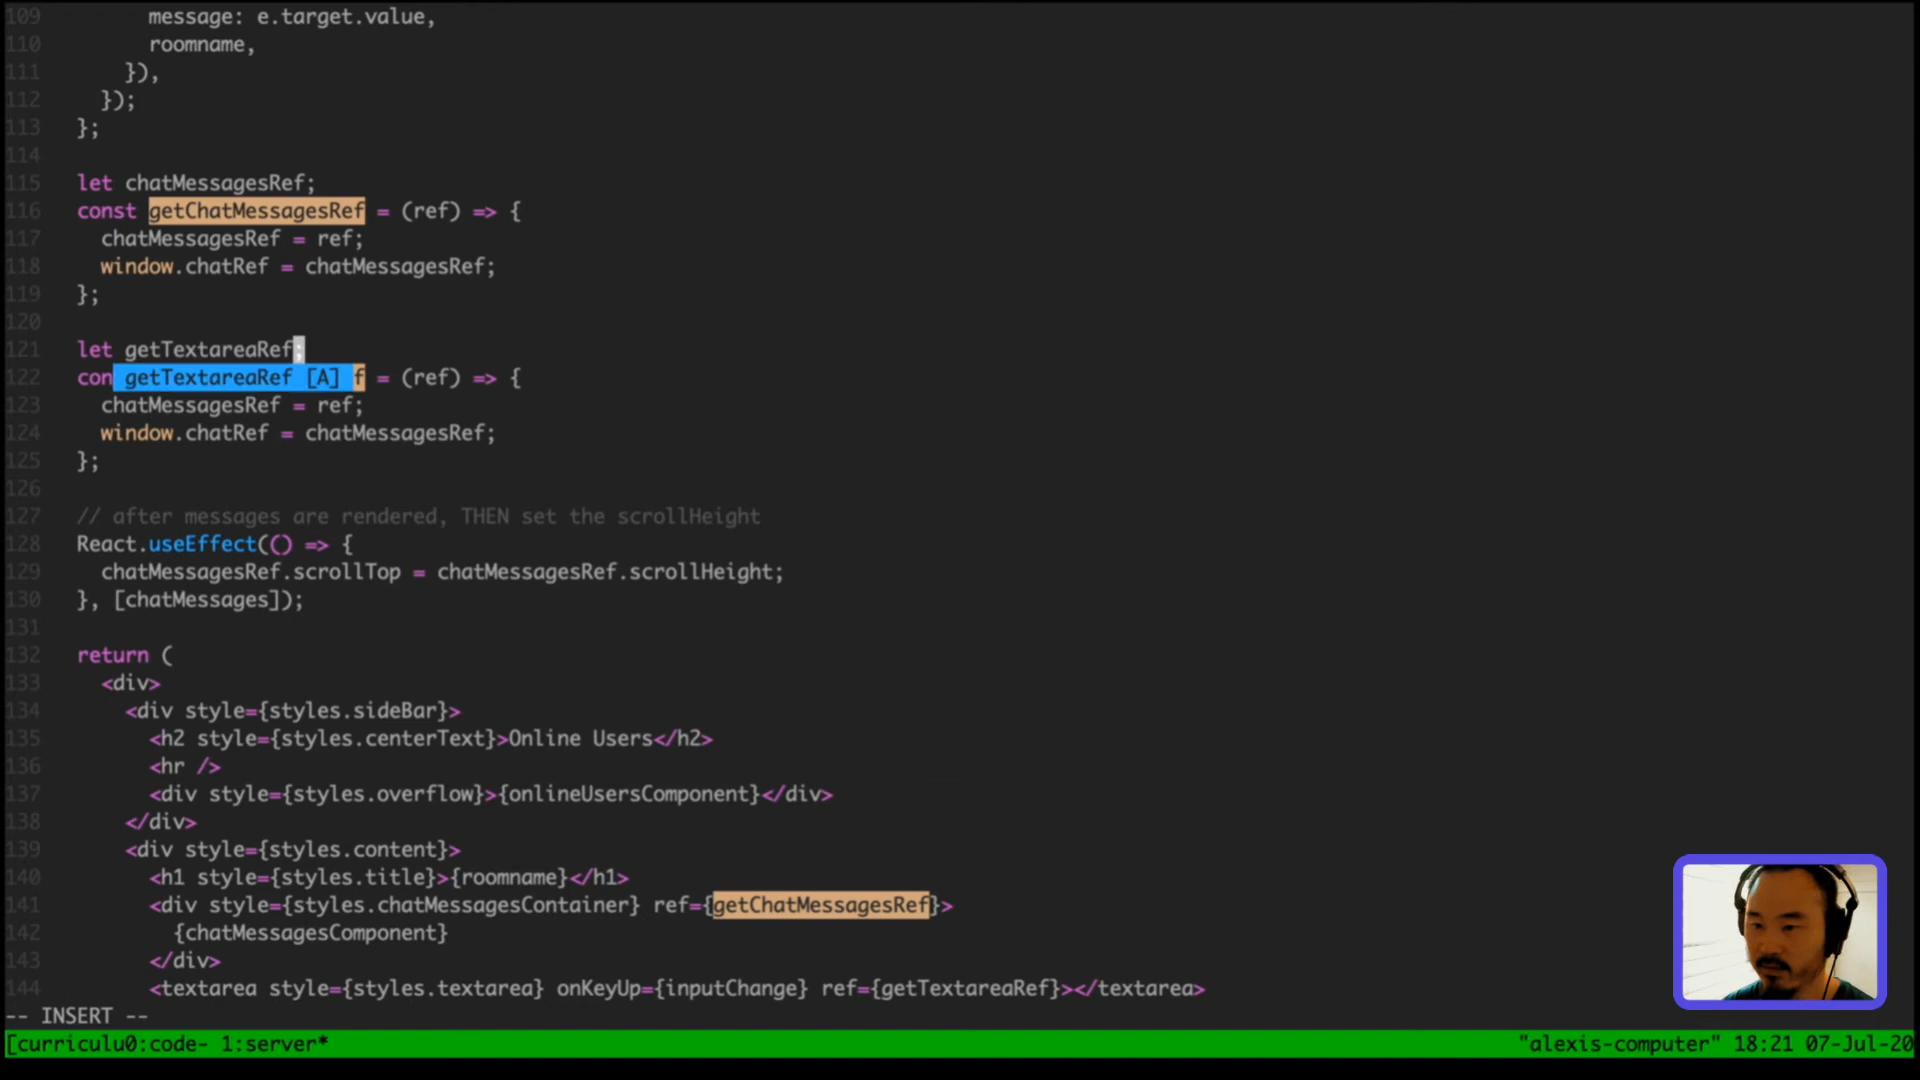 109 message: e.target.value,
110 roomname,
111 }),
112 });
113 };
114
115 let chatMessagesRef;
116 const getChatMessagesRef = (ref) => {
117 chatMessagesRef = ref;
118 window.chatRef = chatMessagesRef;
119 };
120
121 let getTextareaRef;
122 con getTextareaRef [A] f = (ref) => {
123 chatMessagesRef = ref;
124 window.chatRef = chatMessagesRef;
125 };
126
127 // after messages are rendered, THEN set the scrollHeight
128 React.useEffect(() => {
129 chatMessagesRef.scrollTop = chatMessagesRef.scrollHeight;
130 }, [chatMessages]);
131
132 return (
133 <div>
134 <div style={styles.sideBar}>
135 <h2 style={styles.centerText}>Online Users</h2>
136 <hr />
137 <div style={styles.overflow}>{onlineUsersComponent}</div>
138 </div>
139 <div style={styles.content}>
140 <h1 style={styles.title}>{roomname}</h1>
141 <div style={styles.chatMessagesContainer} ref={getChatMessagesRef}>
142 {chatMessagesComponent}
143 </div>
144 <textarea style={styles.textarea} onKeyUp={inputChange} ref={getTextareaRef}></textarea>
-- INSERT --
[curriculu0:code- 1:server* "alexis-computer" 18:21 07-Jul-20